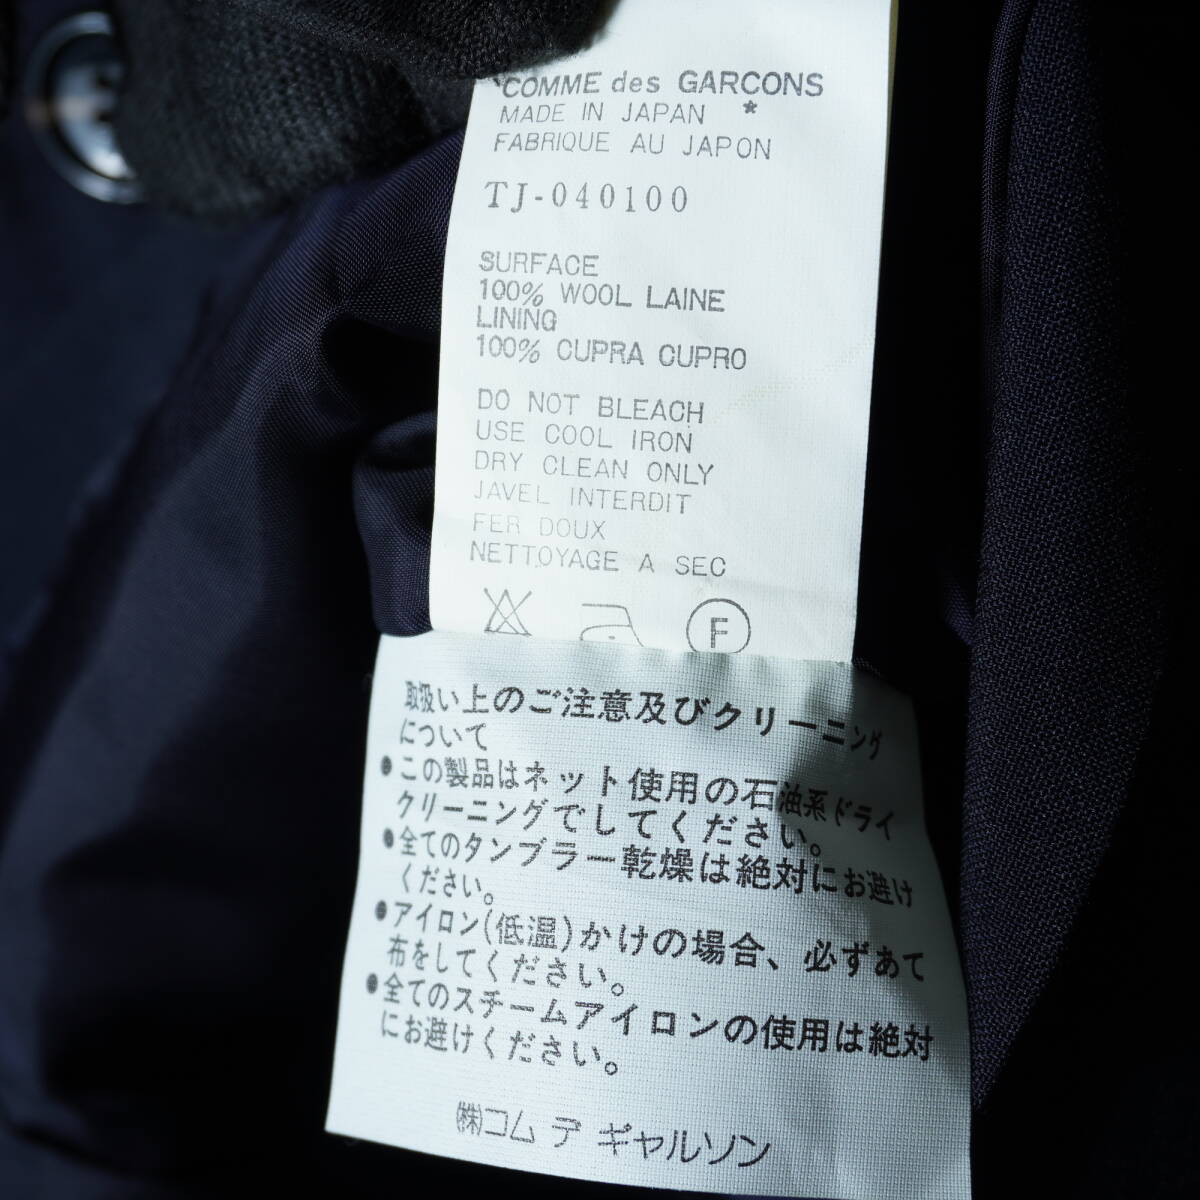 COMME des GARCONS
MADE IN JAPAN *
FABRIQUE AU JAPON
TJ-040100
SURFACE
100% WOOL LAINE
LINING
100% CUPRA CUPRO
DO NOT BLEACH
USE COOL IRON
DRY CLEAN ONLY
JAVEL INTERDIT
FER DOUX
NETTOYAGE A SEC
F
取扱い上のご注意及びクリーニング
について
●この製品はネット使用の石油系ドライ
クリーニングでしてください。
●全てのタンブラー乾燥は絶対にお避け
ください。
●アイロン(低温)かけの場合、必ずあて
布をしてください。
●全てのスチームアイロンの使用は絶対
にお避けください。
㈱コム デ ギャルソン